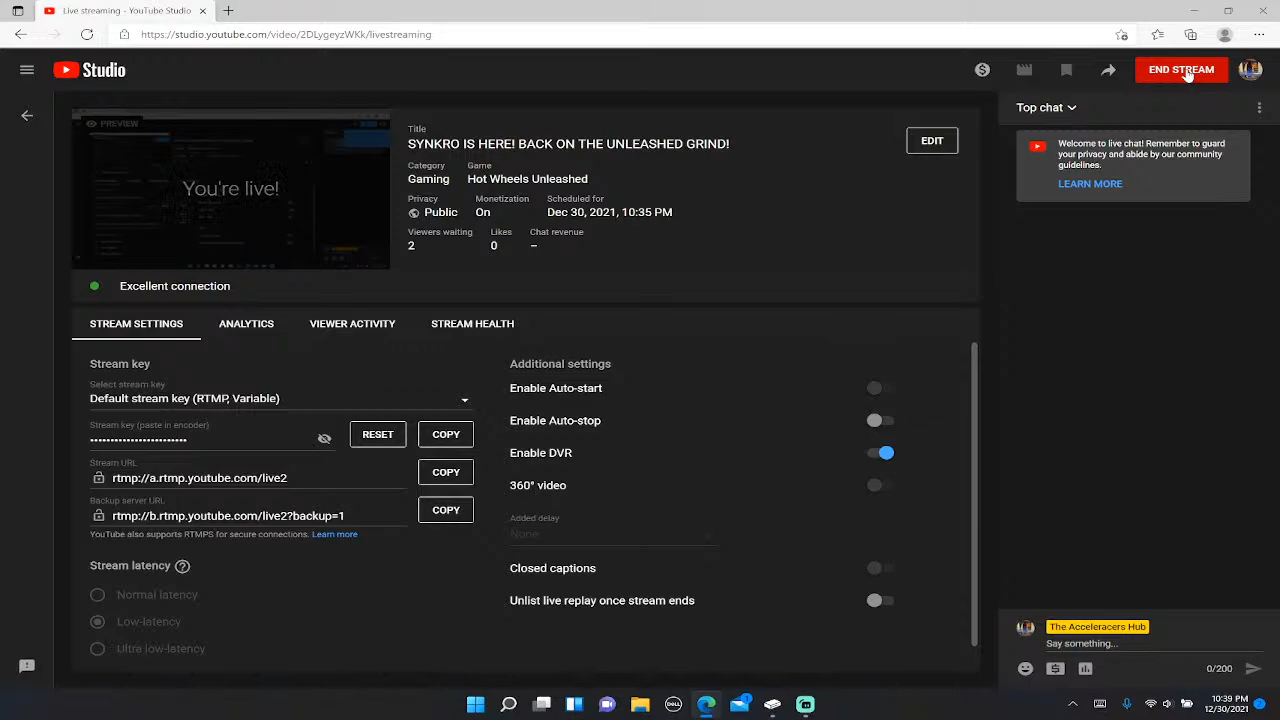 Live streaming - YouTube Studio
https://studio.youtube.com/video/2DLygeyzWKk/livestreaming
Studio
END STREAM
PREVIEW
You're live!
Title
SYNKRO IS HERE! BACK ON THE UNLEASHED GRIND!
EDIT
Category
Game
Gaming
Hot Wheels Unleashed
Privacy
Monetization
Scheduled for
Public
On
Dec 30, 2021, 10:35 PM
Viewers waiting
Likes
Chat revenue
2
0
–
Excellent connection
Top chat
Welcome to live chat! Remember to guard
your privacy and abide by our community
guidelines.
LEARN MORE
STREAM SETTINGS
ANALYTICS
VIEWER ACTIVITY
STREAM HEALTH
Stream key
Select stream key
Default stream key (RTMP, Variable)
Stream key (paste in encoder)
••••••••••••••••••••••••
RESET
COPY
Stream URL
rtmp://a.rtmp.youtube.com/live2
COPY
Backup server URL
rtmp://b.rtmp.youtube.com/live2?backup=1
COPY
YouTube also supports RTMPS for secure connections. Learn more
Stream latency
Normal latency
Low-latency
Ultra low-latency
Additional settings
Enable Auto-start
Enable Auto-stop
Enable DVR
360° video
Added delay
None
Closed captions
Unlist live replay once stream ends
The Acceleracers Hub
Say something...
0/200
DELL
1
10:39 PM
12/30/2021